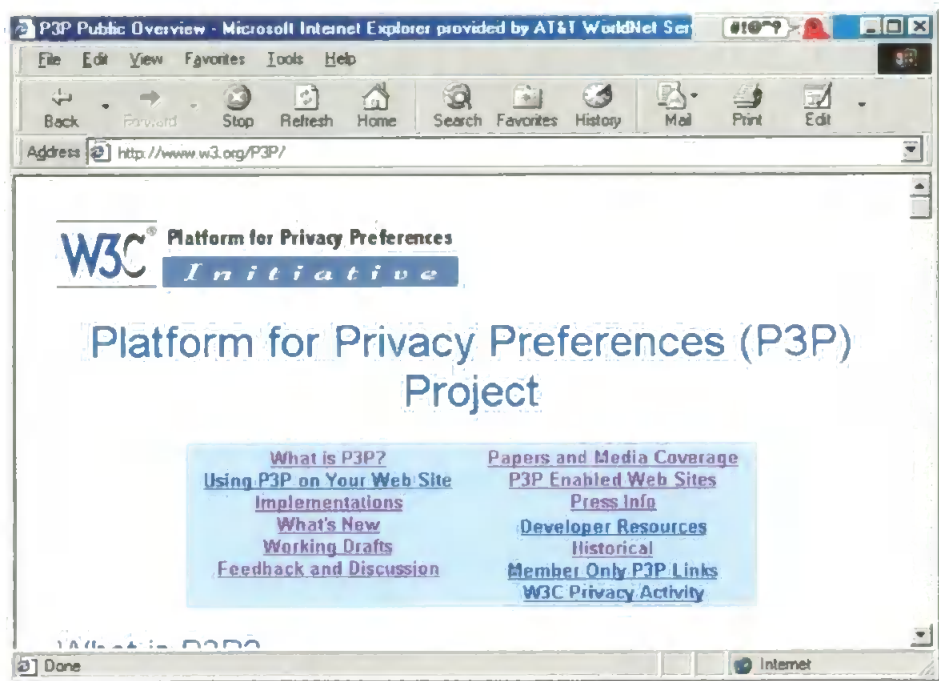 P3P Public Overview - Microsoft Internet Explorer provided by AT&T WorldNet Ser #!@^?
File Edit View Favorites Tools Help
Back Forward Stop Refresh Home Search Favorites History Mail Print Edit
Address http://www.w3.org/P3P/
W3C® Platform for Privacy Preferences
Initiative
Platform for Privacy Preferences (P3P)
Project
What is P3P?
Using P3P on Your Web Site
Implementations
What's New
Working Drafts
Feedback and Discussion
Papers and Media Coverage
P3P Enabled Web Sites
Press Info
Developer Resources
Historical
Member Only P3P Links
W3C Privacy Activity
What is P3P?
Done Internet